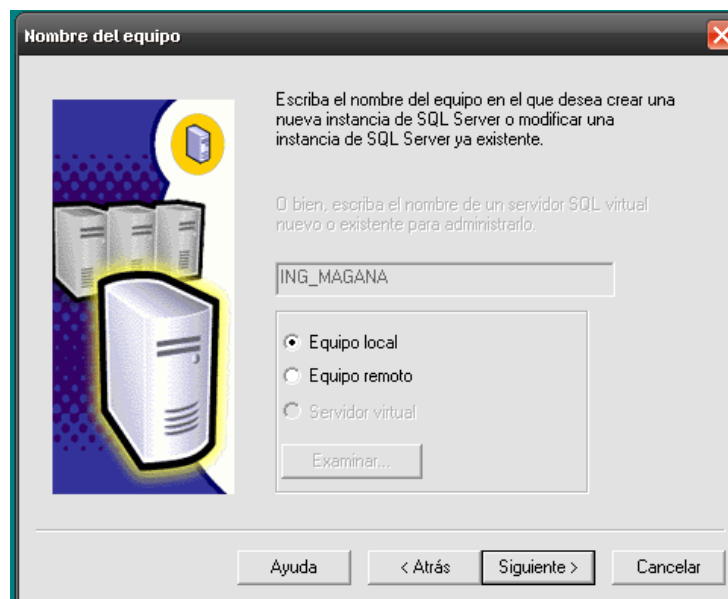 Nombre del equipo
Escriba el nombre del equipo en el que desea crear una
nueva instancia de SQL Server o modificar una
instancia de SQL Server ya existente.
O bien, escriba el nombre de un servidor SQL virtual
nuevo o existente para administrarlo.
ING_MAGANA
Equipo local
Equipo remoto
Servidor virtual
Examinar...
Ayuda
< Atrás
Siguiente >
Cancelar